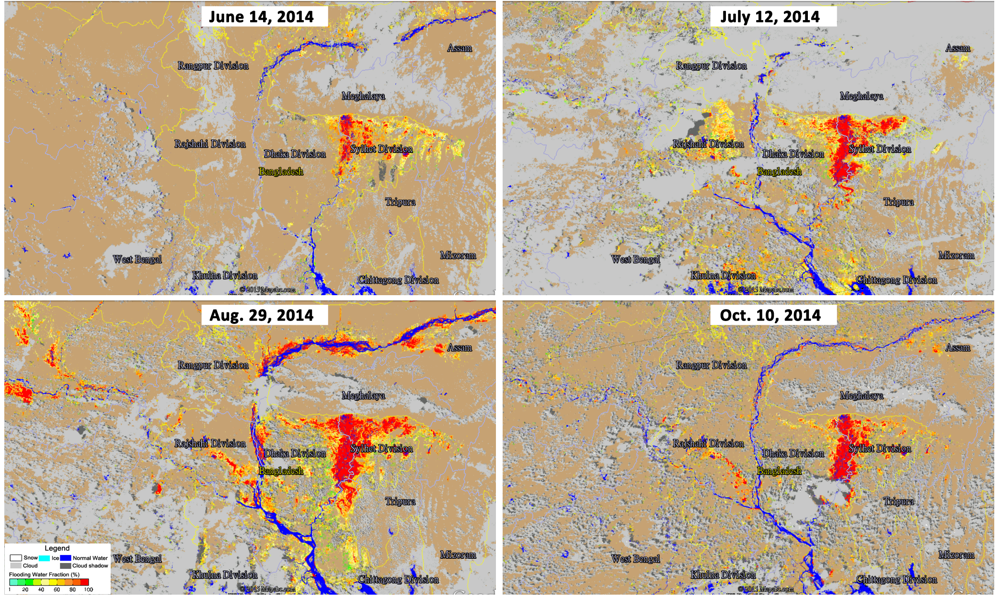 June 14, 2014
Assam
Rangpur Division
Meghalaya
Rajshahi Division
Sylhet Division
Dhaka Division
Bangladesh
Tripura
Mizoram
West Bengal
Khulna Division
Chittagong Division
© 2015 Mapabc.com
July 12, 2014
Assam
Rangpur Division
Meghalaya
Rajshahi Division
Sylhet Division
Dhaka Division
Bangladesh
Tripura
Mizoram
West Bengal
Khulna Division
Chittagong Division
© 2015 Mapabc.com
Aug. 29, 2014
Assam
Rangpur Division
Meghalaya
Rajshahi Division
Sylhet Division
Dhaka Division
Bangladesh
Tripura
Mizoram
West Bengal
Khulna Division
Chittagong Division
© 2015 Mapabc.com
Legend
Snow Ice Normal Water
Cloud Cloud shadow
Flooding Water Fraction (%)
1 20 40 60 80 100
Oct. 10, 2014
Assam
Rangpur Division
Meghalaya
Rajshahi Division
Sylhet Division
Dhaka Division
Bangladesh
Tripura
Mizoram
West Bengal
Khulna Division
Chittagong Division
© 2015 Mapabc.com